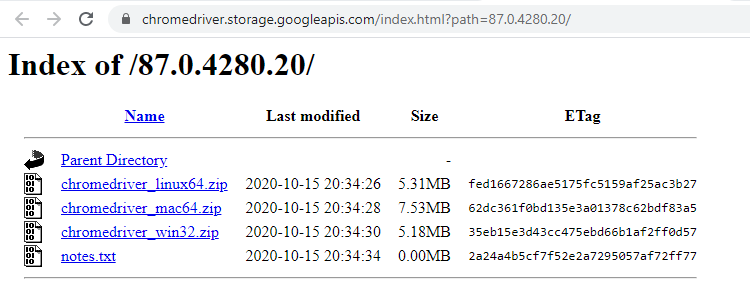 chromedriver.storage.googleapis.com/index.html?path=87.0.4280.20/
Index of /87.0.4280.20/
Name Last modified Size ETag
Parent Directory -
chromedriver_linux64.zip 2020-10-15 20:34:26 5.31MB fed1667286ae5175fc5159af25ac3b27
chromedriver_mac64.zip 2020-10-15 20:34:28 7.53MB 62dc361f0bd135e3a01378c62bdf83a5
chromedriver_win32.zip 2020-10-15 20:34:30 5.18MB 35eb15e3d43cc475ebd66b1af2ff0d57
notes.txt 2020-10-15 20:34:34 0.00MB 2a24a4b5cf7f52e2a7295057af72ff77